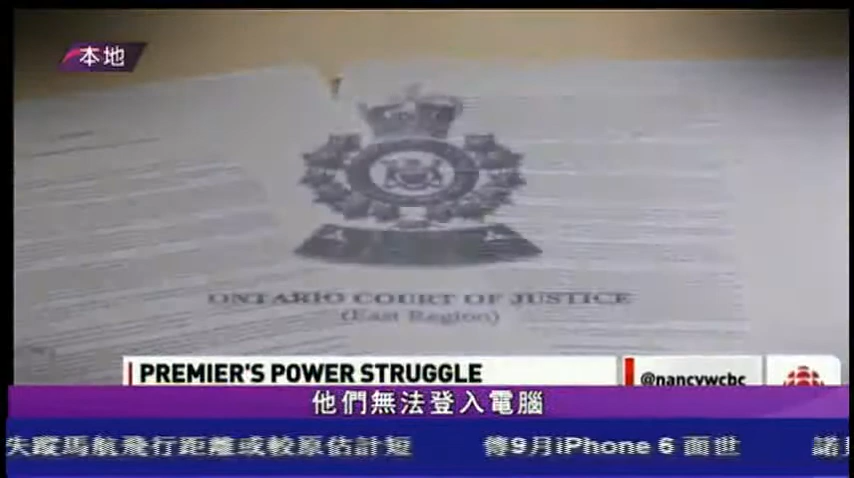 本地
ONTARIO COURT OF JUSTICE
(East Region)
PREMIER'S POWER STRUGGLE
@nancywcbc
他們無法登入電腦
失蹤馬航飛行距離或較原估計短 傳9月iPhone 6 面世